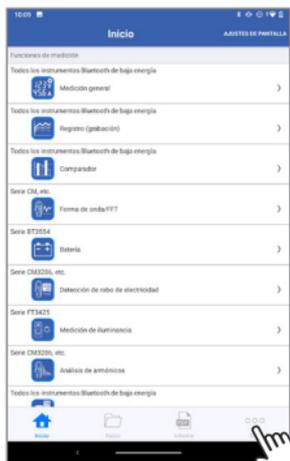 10:01
Inicio
AJUSTES DE PANTALLA
Funciones de medición
Todos los instrumentos Bluetooth de baja energía
Medición general
Todos los instrumentos Bluetooth de baja energía
Registro (grabación)
Todos los instrumentos Bluetooth de baja energía
Comparador
Serie CM, etc.
Forma de onda/FFT
Serie BT3554
Batería
Serie CM3286, etc.
Detección de robo de electricidad
Serie FT3425
Medición de iluminancia
Serie CM3286, etc.
Análisis de armónicos
Todos los instrumentos Bluetooth de baja energía
Inicio
Informe